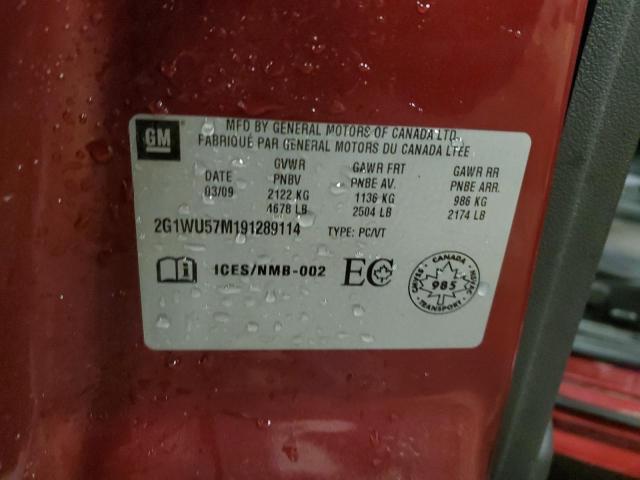 GM
MFD BY GENERAL MOTORS OF CANADA LTD.
FABRIQUÉ PAR GENERAL MOTORS DU CANADA LTÉE
DATE
03/09
GVWR
PNBV
2122 KG
4678 LB
GAWR FRT
PNBE AV.
1136 KG
2504 LB
GAWR RR
PNBE ARR.
986 KG
2174 LB
2G1WU57M191289114 TYPE: PC/VT
ICES/NMB-002
EC
CANADA
985
TRANSPORT